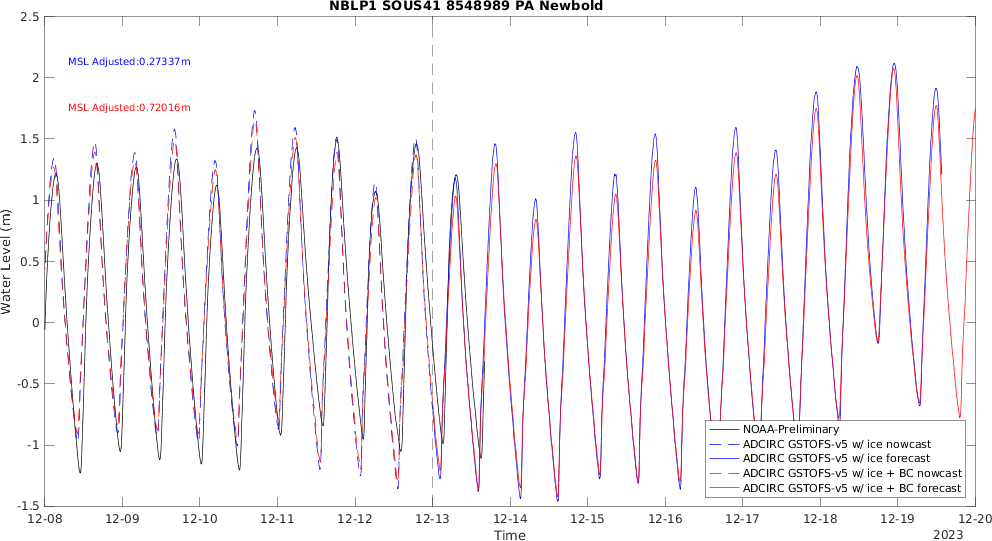 NBLP1 SOUS41 8548989 PA Newbold
2.5
2
1.5
1
0.5
0
-0.5
-1
-1.5
Water Level (m)
MSL Adjusted:0.27337m
MSL Adjusted:0.72016m
NOAA-Preliminary
ADCIRC GSTOFS-v5 w/ ice nowcast
ADCIRC GSTOFS-v5 w/ ice forecast
ADCIRC GSTOFS-v5 w/ ice + BC nowcast
ADCIRC GSTOFS-v5 w/ ice + BC forecast
12-08 12-09 12-10 12-11 12-12 12-13 12-14 12-15 12-16 12-17 12-18 12-19 12-20
Time
2023